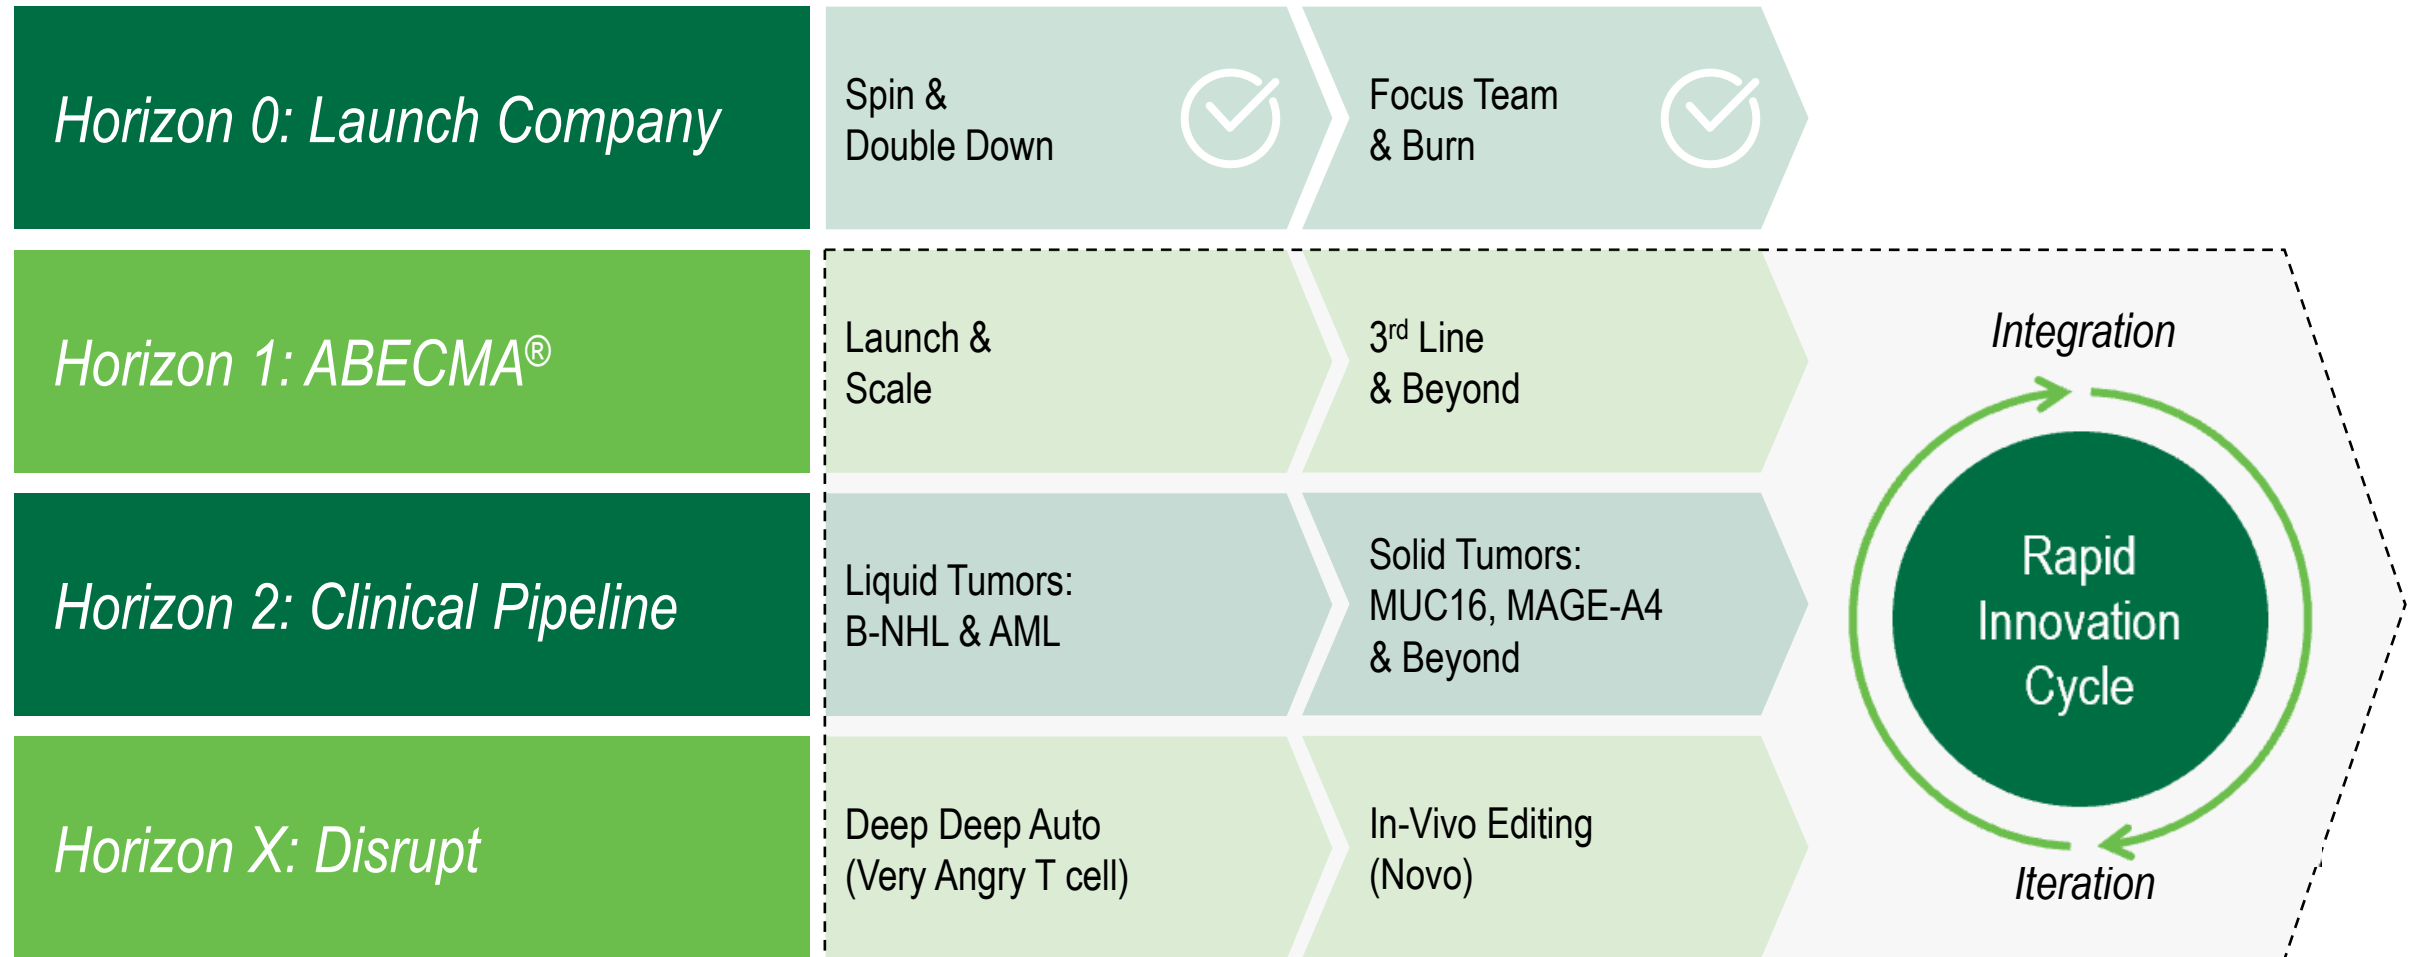 Horizon 0: Launch Company
Spin &
Double Down
Focus Team
& Burn
Horizon 1: ABECMA®
Launch &
Scale
3rd Line
& Beyond
Horizon 2: Clinical Pipeline
Liquid Tumors:
B-NHL & AML
Solid Tumors:
MUC16, MAGE-A4
& Beyond
Horizon X: Disrupt
Deep Deep Auto
(Very Angry T cell)
In-Vivo Editing
(Novo)
Integration
Rapid
Innovation
Cycle
Iteration